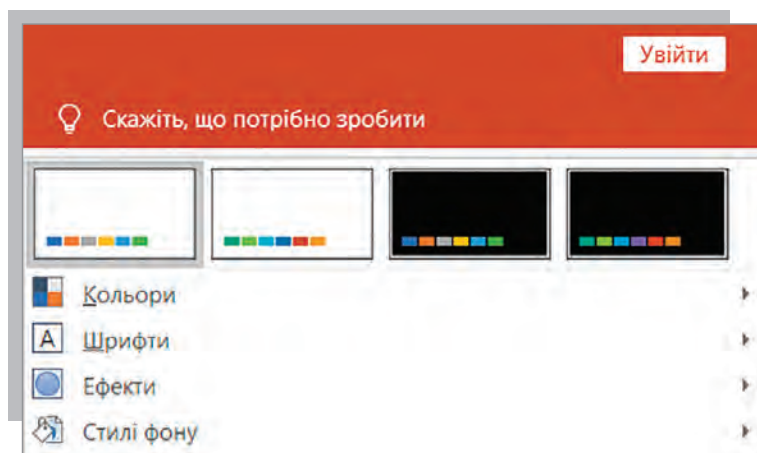 Увійти
Скажіть, що потрібно зробити
Кольори
A Шрифти
Ефекти
Стилі фону